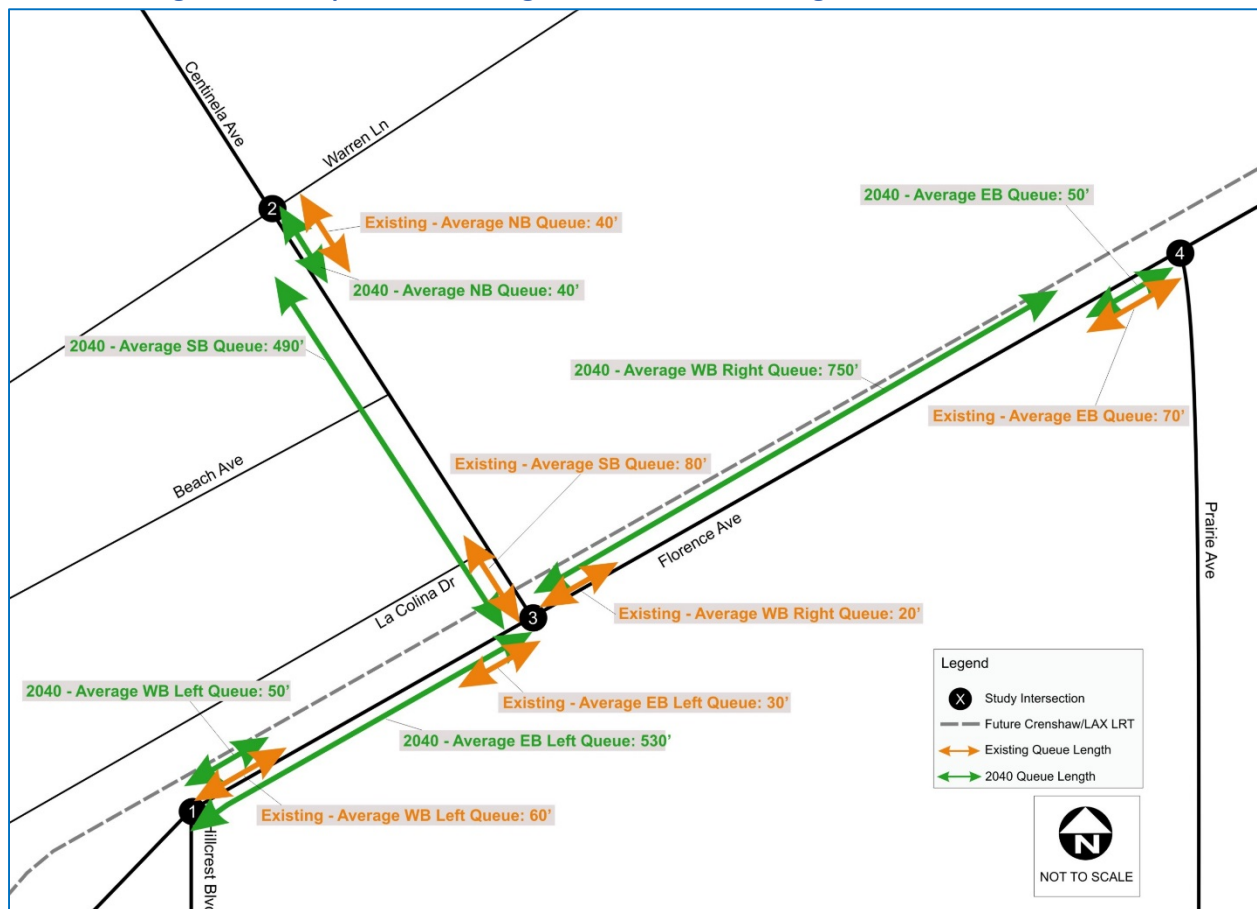 Centinela Ave
Warren Ln
2
Existing - Average NB Queue: 40'
2040 - Average EB Queue: 50'
4
2040 - Average NB Queue: 40'
2040 - Average SB Queue: 490'
2040 - Average WB Right Queue: 750'
Existing - Average EB Queue: 70'
Beach Ave
Existing - Average SB Queue: 80'
Florence Ave
Prairie Ave
La Colina Dr
3
Existing - Average WB Right Queue: 20'
2040 - Average WB Left Queue: 50'
Existing - Average EB Left Queue: 30'
2040 - Average EB Left Queue: 530'
1
Existing - Average WB Left Queue: 60'
Hillcrest Blvd
Legend
X Study Intersection
Future Crenshaw/LAX LRT
Existing Queue Length
2040 Queue Length
N
NOT TO SCALE